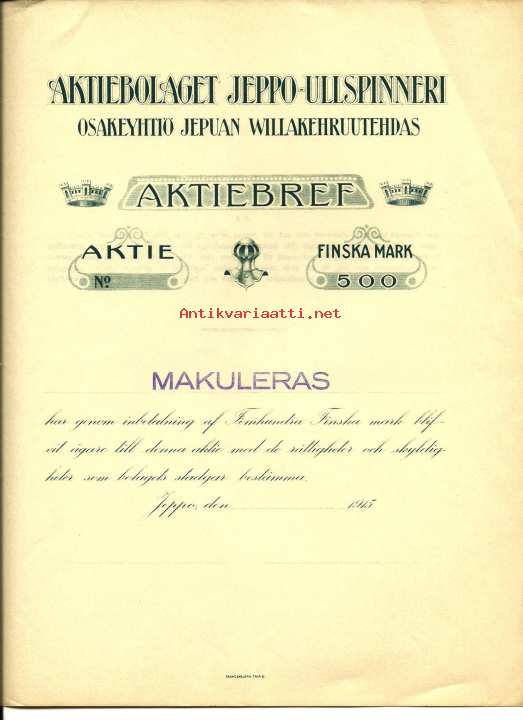 AKTIEBOLAGET JEPPO-ULLSPINNERI
OSAKEYHTIÖ JEPUAN WILLAKEHRUUTEHDAS
AKTIEBREF
AKTIE
No
FINSKA MARK
500
Antikvariaatti.net
MAKULERAS
har genom inbetalning af Femhundra Finska mark blif-
vit ägare till denna aktie med de rättigheter och skyldig-
heter som bolagets stadgar bestämma.
Jeppo, den 1915